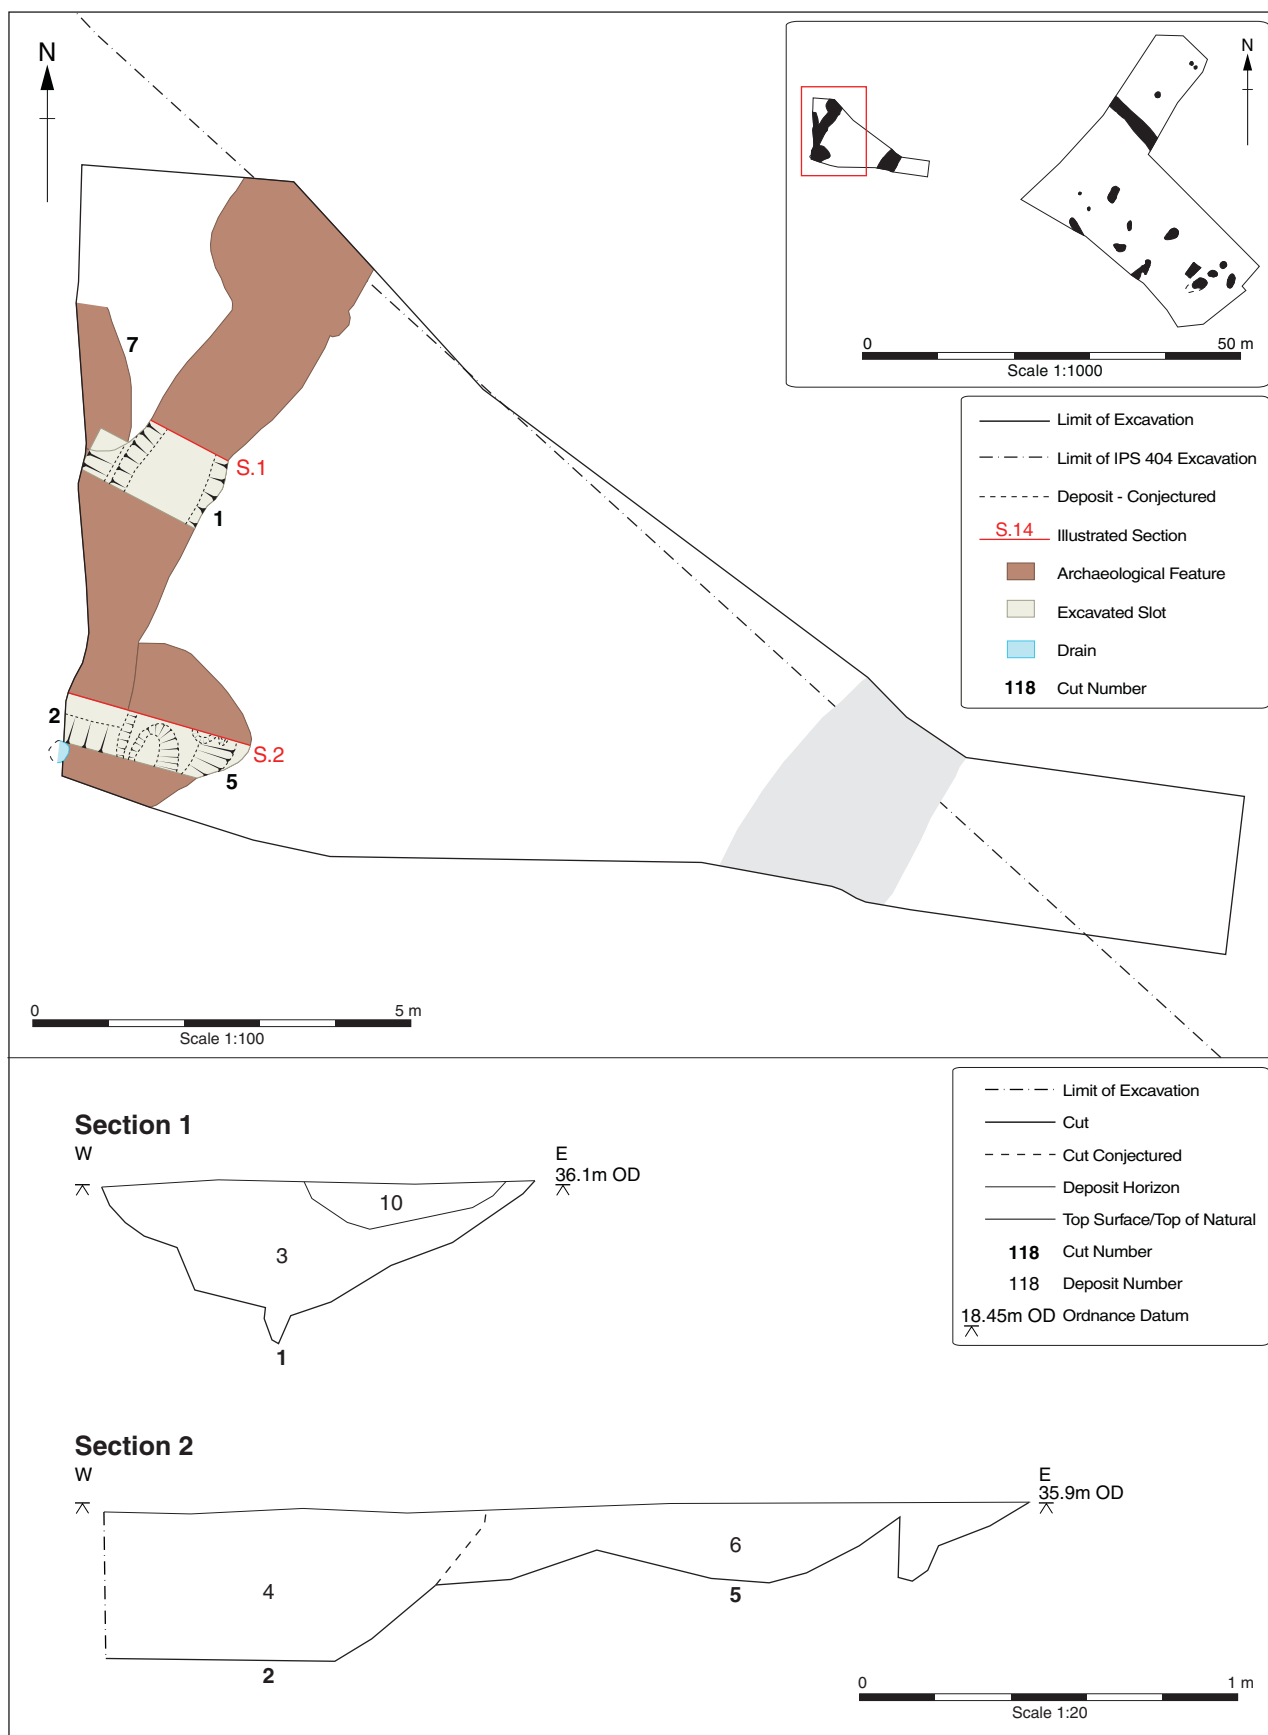 N
N
0 50 m
Scale 1:1000
7
S.1
1
2
S.2
5
Limit of Excavation
Limit of IPS 404 Excavation
Deposit - Conjectured
S.14 Illustrated Section
Archaeological Feature
Excavated Slot
Drain
118 Cut Number
0 5 m
Scale 1:100
Section 1
W
E
36.1m OD
10
3
1
Limit of Excavation
Cut
Cut Conjectured
Deposit Horizon
Top Surface/Top of Natural
118 Cut Number
118 Deposit Number
18.45m OD Ordnance Datum
Section 2
W
E
35.9m OD
6
4
5
2
0 1 m
Scale 1:20